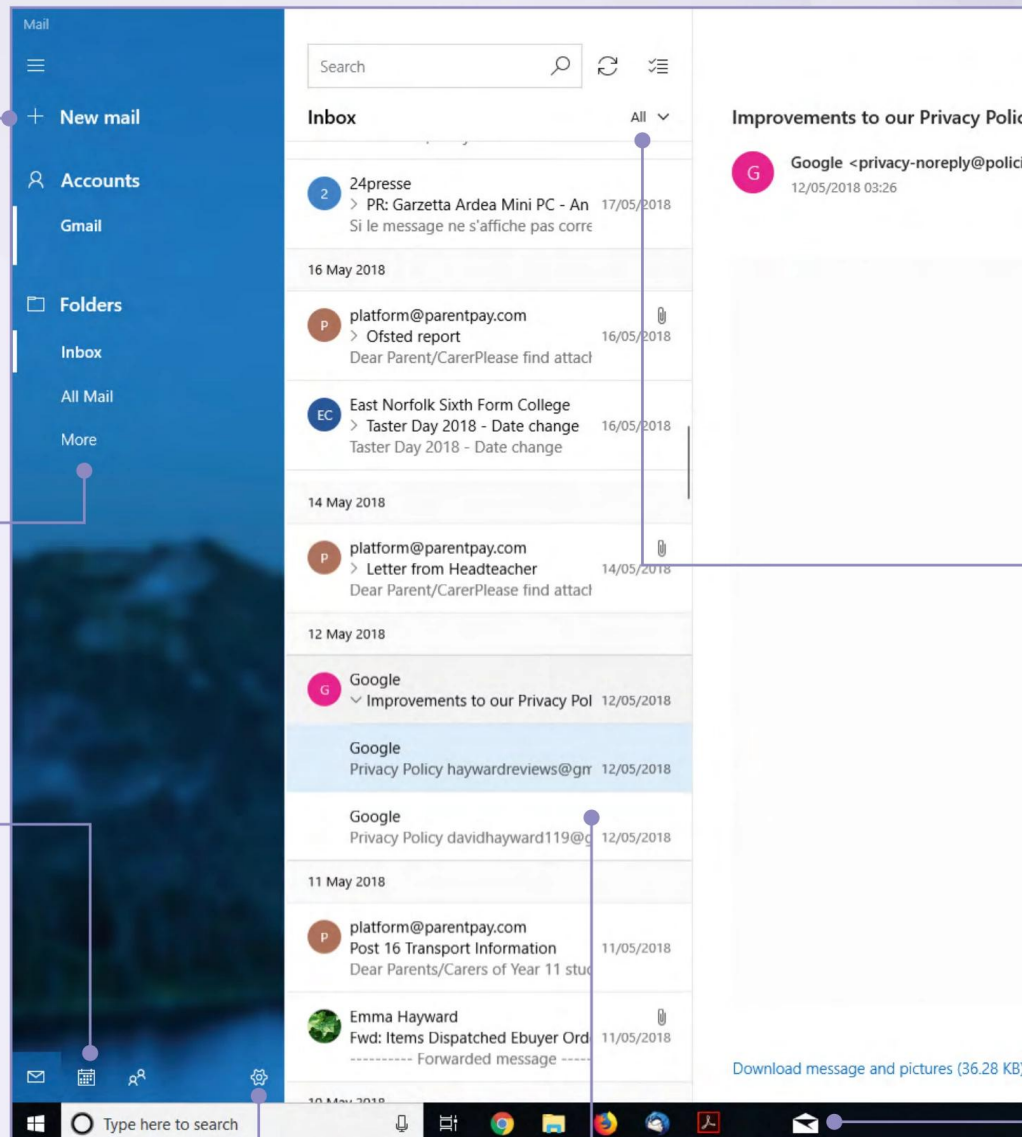 Mail
New mail
Accounts
Gmail
Folders
Inbox
All Mail
More
Search
Inbox
All
2
24presse
> PR: Garzetta Ardea Mini PC - An 17/05/2018
Si le message ne s'affiche pas corre
16 May 2018
P
platform@parentpay.com
> Ofsted report 16/05/2018
Dear Parent/CarerPlease find attach
EC
East Norfolk Sixth Form College
> Taster Day 2018 - Date change 16/05/2018
Taster Day 2018 - Date change
14 May 2018
P
platform@parentpay.com
> Letter from Headteacher 14/05/2018
Dear Parent/CarerPlease find attach
12 May 2018
G
Google
Improvements to our Privacy Pol 12/05/2018
Google
Privacy Policy haywardreviews@gm 12/05/2018
Google
Privacy Policy davidhayward119@g 12/05/2018
11 May 2018
P
platform@parentpay.com
Post 16 Transport Information 11/05/2018
Dear Parents/Carers of Year 11 stud
Emma Hayward
Fwd: Items Dispatched Ebuyer Ord 11/05/2018
---------- Forwarded message -----
10 May 2018
Improvements to our Privacy Polic
G
Google <privacy-noreply@polici
12/05/2018 03:26
Download message and pictures (36.28 KB)
Type here to search